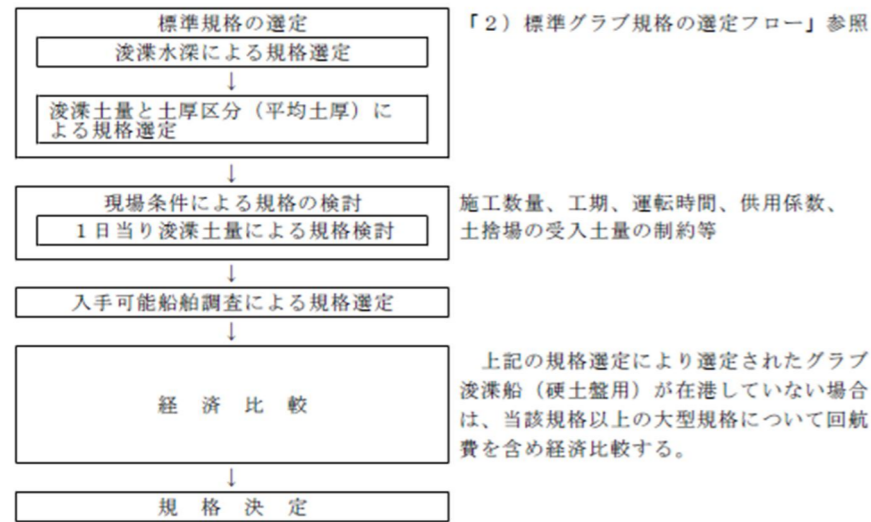 標準規格の選定
浚渫水深による規格選定
↓
浚渫土量と土厚区分（平均土厚）に
よる規格選定
「２）標準グラブ規格の選定フロー」参照
↓
現場条件による規格の検討
１日当り浚渫土量による規格検討
施工数量、工期、運転時間、供用係数、
土捨場の受入土量の制約等
↓
入手可能船舶調査による規格選定
↓
経　済　比　較
上記の規格選定により選定されたグラブ
浚渫船（硬土盤用）が在港していない場合
は、当該規格以上の大型規格について回航
費を含め経済比較する。
↓
規　格　決　定